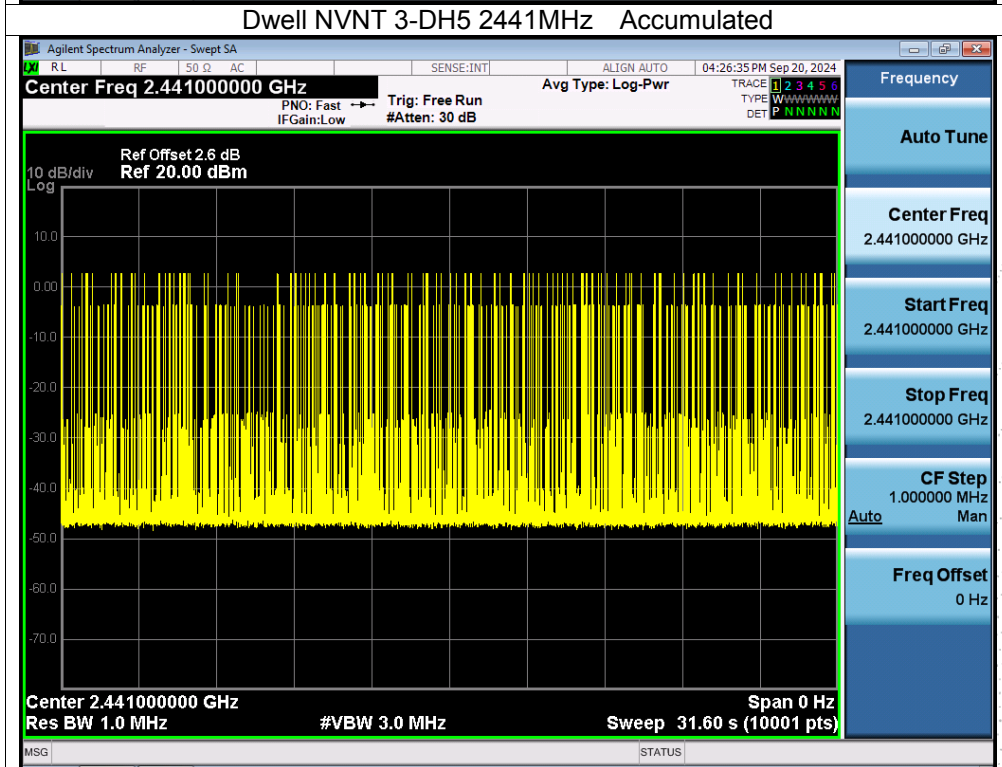 Dwell NVNT 3-DH5 2441MHz Accumulated
Agilent Spectrum Analyzer - Swept SA
LXI RL RF 50 Ω AC SENSE:INT ALIGN AUTO 04:26:35 PM Sep 20, 2024
Center Freq 2.441000000 GHz
PNO: Fast
IFGain:Low
Trig: Free Run
#Atten: 30 dB
Avg Type: Log-Pwr
TRACE 1 2 3 4 5 6
TYPE WWWWWW
DET P N N N N N
Ref Offset 2.6 dB
10 dB/div Ref 20.00 dBm
Log
10.0
0.00
-10.0
-20.0
-30.0
-40.0
-50.0
-60.0
-70.0
Center 2.441000000 GHz Span 0 Hz
Res BW 1.0 MHz #VBW 3.0 MHz Sweep 31.60 s (10001 pts)
MSG STATUS
Frequency
Auto Tune
Center Freq
2.441000000 GHz
Start Freq
2.441000000 GHz
Stop Freq
2.441000000 GHz
CF Step
1.000000 MHz
Auto Man
Freq Offset
0 Hz